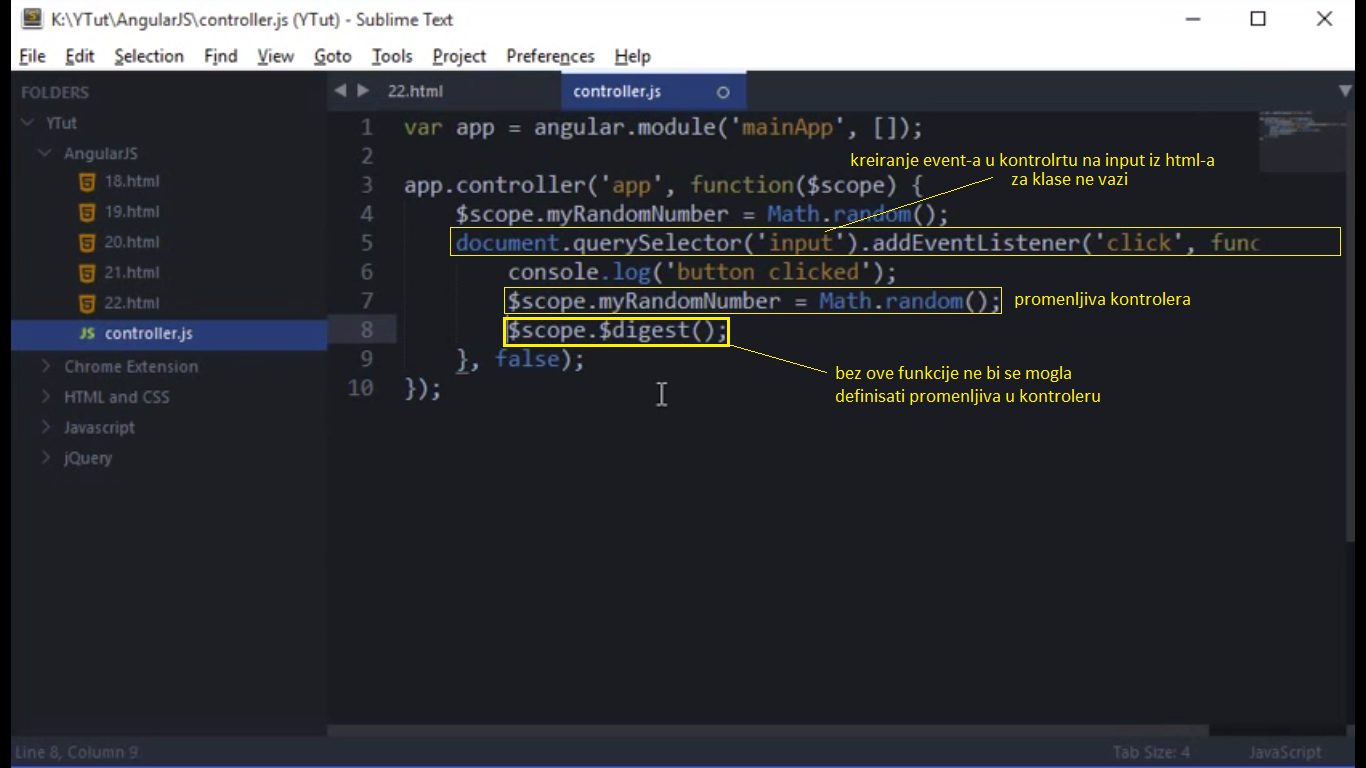 K:\YTut\AngularJS\controller.js (YTut) - Sublime Text
File Edit Selection Find View Goto Tools Project Preferences Help
FOLDERS
YTut
AngularJS
18.html
19.html
20.html
21.html
22.html
JS controller.js
Chrome Extension
HTML and CSS
Javascript
jQuery
22.html controller.js
1 var app = angular.module('mainApp', []);
2
kreiranje event-a u kontrolrtu na input iz html-a
za klase ne vazi
3 app.controller('app', function($scope) {
4 $scope.myRandomNumber = Math.random();
5 document.querySelector('input').addEventListener('click', func
6 console.log('button clicked');
7 $scope.myRandomNumber = Math.random();
promenljiva kontrolera
8 $scope.$digest();
9 }, false);
bez ove funkcije ne bi se mogla
definisati promenljiva u kontroleru
10 });
Line 8, Column 9 Tab Size: 4 JavaScript